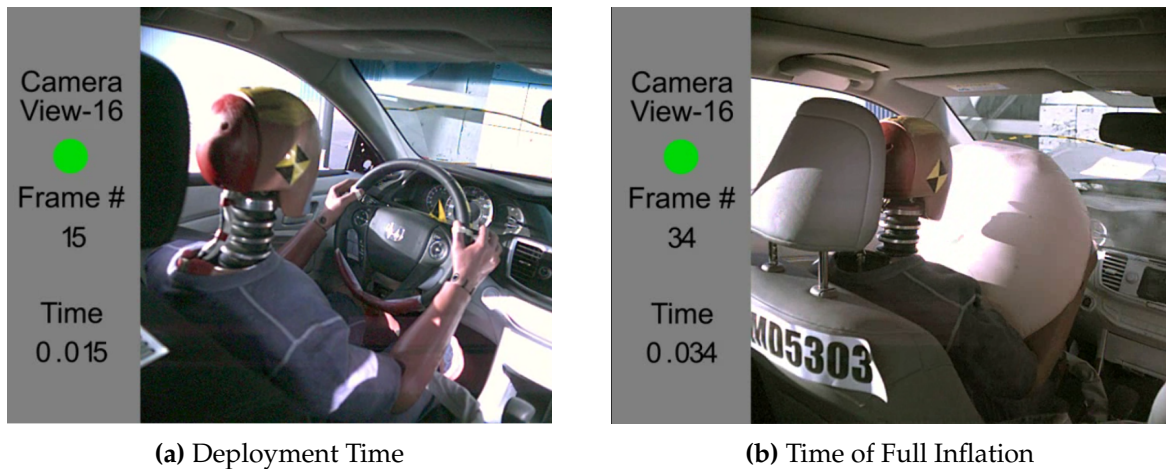 Camera
View-16
Frame #
15
Time
0.015
(a) Deployment Time
Camera
View-16
Frame #
34
Time
0.034
M05303
(b) Time of Full Inflation